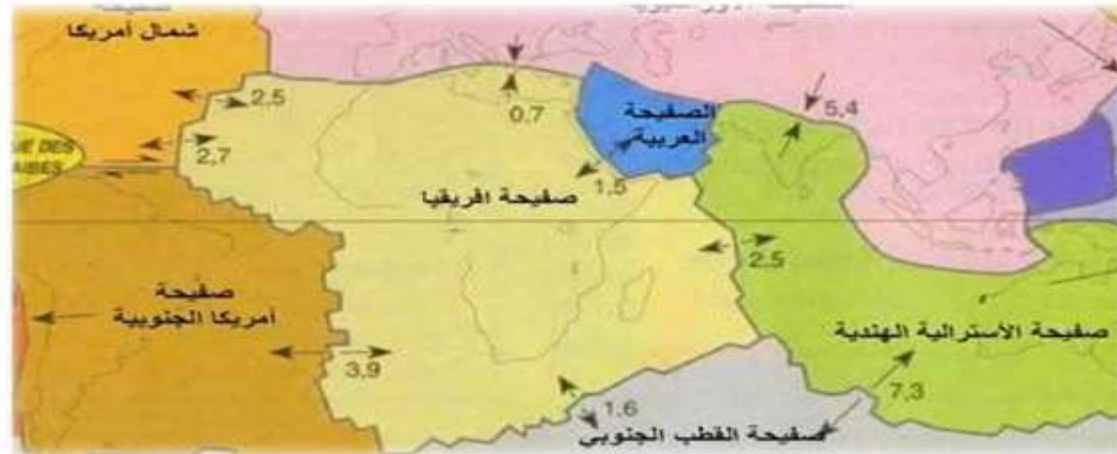 شمال أمريكا
2,5
0.7
الصفيحة
العربية
5,4
2,7
1.5
صفيحة افريقيا
2.5
صفيحة
أمريكا الجنوبية
صفيحة الأسترالية الهندية
3,9
1.6
7,3
صفيحة القطب الجنوبي